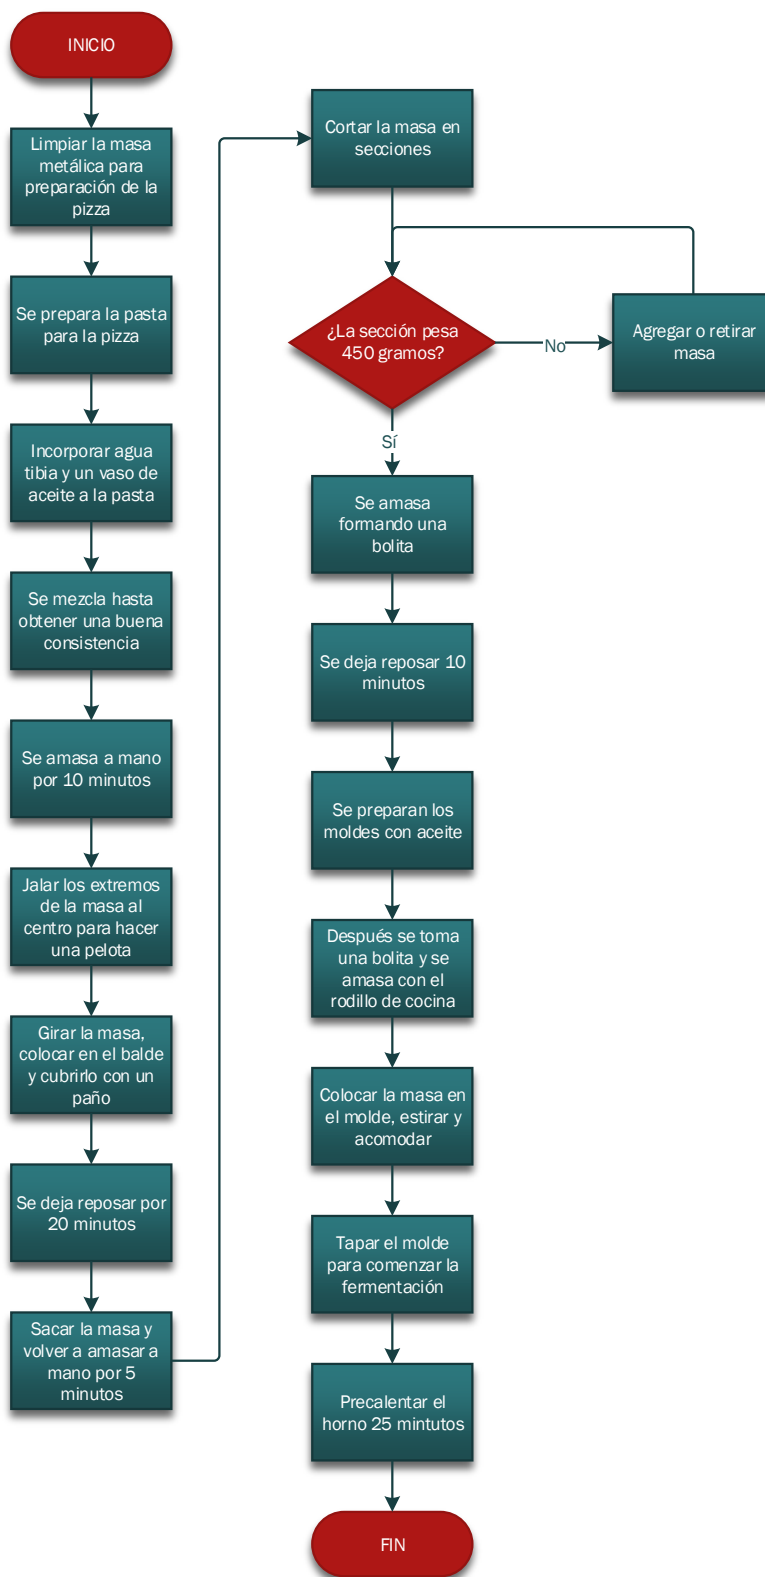 INICIO
Limpiar la masa
metálica para
preparación de la
pizza
Se prepara la pasta
para la pizza
Incorporar agua
tibia y un vaso de
aceite a la pasta
Se mezcla hasta
obtener una buena
consistencia
Se amasa a mano
por 10 minutos
Jalar los extremos
de la masa al
centro para hacer
una pelota
Girar la masa,
colocar en el balde
y cubrirlo con un
paño
Se deja reposar por
20 minutos
Sacar la masa y
volver a amasar a
mano por 5
minutos
Cortar la masa en
secciones
¿La sección pesa
450 gramos?
No
Agregar o retirar
masa
Sí
Se amasa
formando una
bolita
Se deja reposar 10
minutos
Se preparan los
moldes con aceite
Después se toma
una bolita y se
amasa con el
rodillo de cocina
Colocar la masa en
el molde, estirar y
acomodar
Tapar el molde
para comenzar la
fermentación
Precalentar el
horno 25 mintutos
FIN